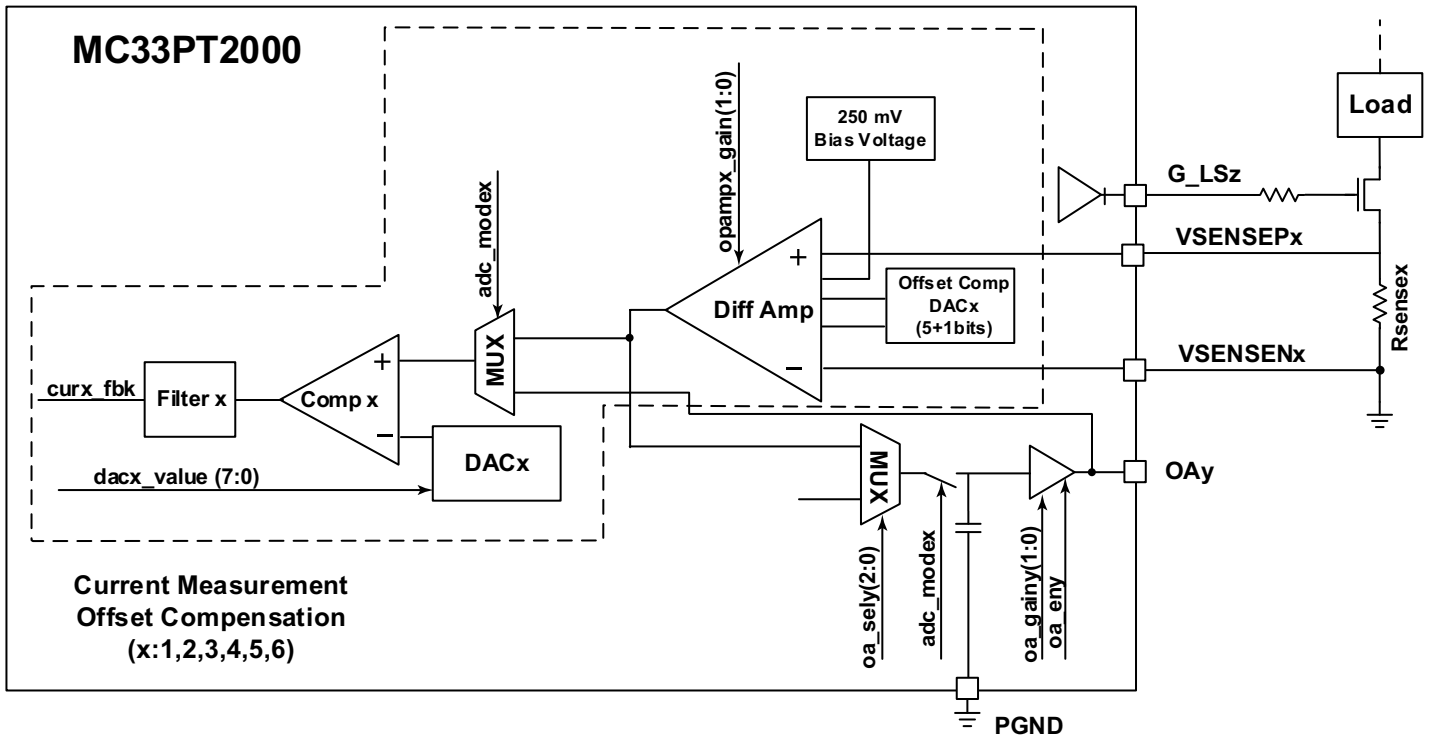 MC33PT2000
250 mV
Bias Voltage
Load
opampx_gain(1:0)
G_LSz
adc_modex
VSENSEPx
+
Diff Amp
Offset Comp
DACx
(5+1bits)
Rsensex
−
VSENSENx
MUX
+
curx_fbk
Filter x
Comp x
−
DACx
dacx_value (7:0)
MUX
OAy
oa_sely(2:0)
adc_modex
oa_gainy(1:0)
oa_eny
Current Measurement
Offset Compensation
(x:1,2,3,4,5,6)
PGND